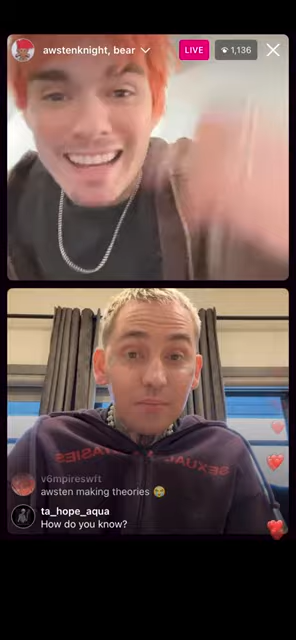 awstenknight, bear
LIVE
1,136
v6mpireswft
awsten making theories 🥲
ta_hope_aqua
How do you know?